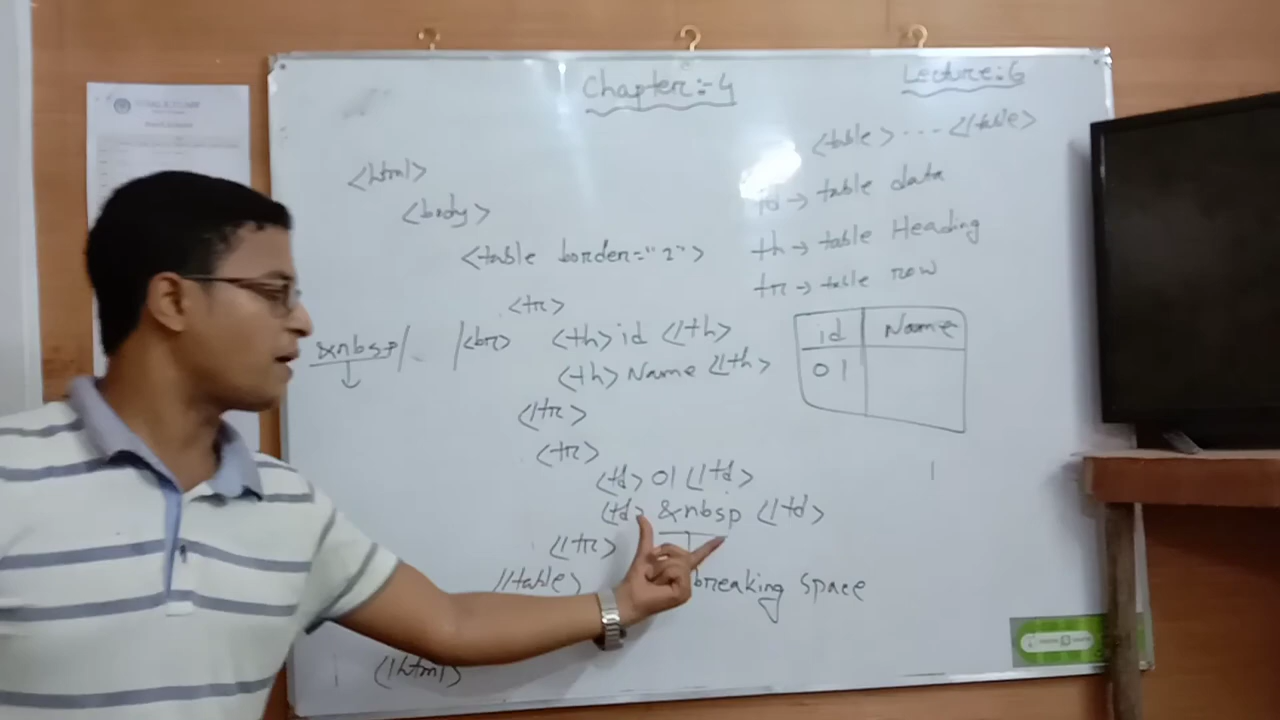 Chapter:-4
Lecture:6
<html>
<body>
<table border="2">
<tr>
&nbsp/
/<br>
<th> id </th>
<th> Name </th>
</tr>
<tr>
<td> 01 </td>
<td> &nbsp </td>
</tr>
/table>
breaking space
</html>
<table> --- </table>
td → table data
th → table Heading
tr → table row
id Name
01